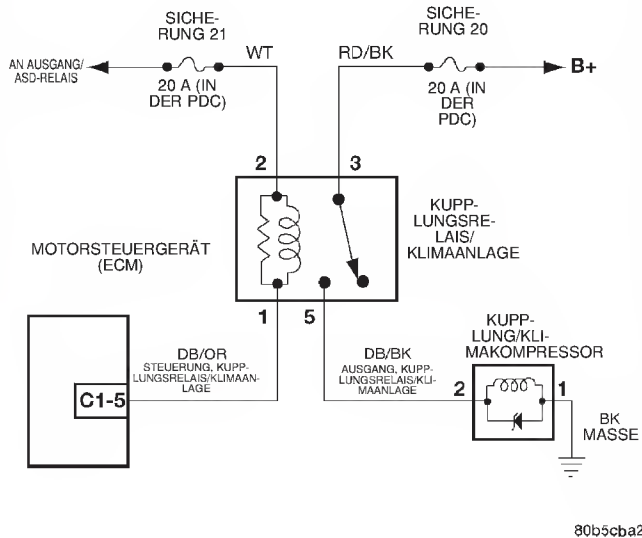 SICHE-
RUNG 21
SICHE-
RUNG 20
AN AUSGANG/
ASD-RELAIS
WT
RD/BK
B+
20 A (IN
DER PDC)
20 A (IN
DER
PDC)
2
3
KUPP-
LUNGSRE-
LAIS/
KLIMAANLAGE
MOTORSTEUERGERÄT
(ECM)
1
5
KUPP-
LUNG/KLI-
MAKOMPRESSOR
DB/OR
STEUERUNG, KUPP-
LUNGSRELAIS/KLIMAAN-
LAGE
DB/BK
AUSGANG, KUPP-
LUNGSRELAIS/KLI-
MAANLAGE
C1-5
2
1
BK
MASSE
80b5cba2